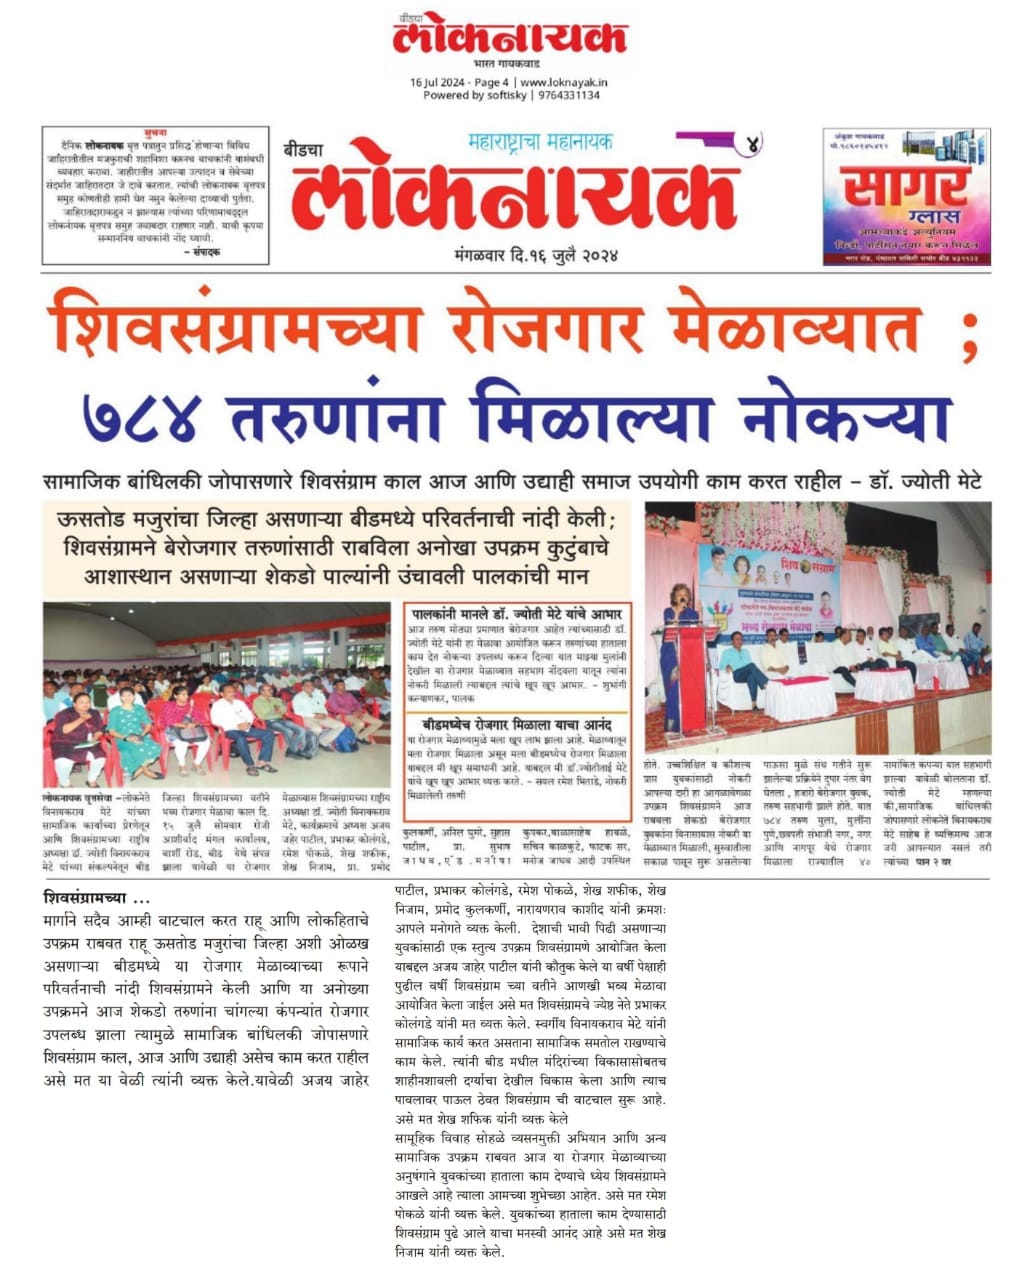 बीडचा
लोकनायक
भारत गायकवाड
16 Jul 2024 - Page 4 | www.loknayak.in
Powered by softisky | 9764331134
सुचना
दैनिक लोकनायक वृत्त पत्रातुन प्रसिद्ध होणाऱ्या विविध
जाहिरातीतील मजकुराची शहानिशा करूनच वाचकांनी यासंबंधी
व्यवहार करावा. जाहीरातीत आपल्या उत्पादन व सेवेच्या
संदर्भात जाहिरातदार जे दावे करतात. त्यांची लोकनायक वृत्तपत्र
समुह कोणतीही हामी घेत नसुन केलेल्या दाव्याची पुर्तता.
जाहिरातदाराकडुन न झाल्यास त्यांच्या परिणामाबद्दल
लोकनायक वृत्तपत्र समुह जबाबदार राहणार नाही. याची कृपया
सन्माननिय वाचकांनी नोंद घ्यावी.
– संपादक
महाराष्ट्राचा महानायक
४
बीडचा
लोकनायक
मंगळवार दि.१६ जुलै २०२४
अंकुश गायकवाड
मो.९८६०१४५४१२
सागर
ग्लास
आमच्याकडे अल्युनियम
खिडकी, पार्टीशन तयार करून मिळेल
नगर रोड, पंचायत समिती समोर बीड ४३११२२
शिवसंग्रामच्या रोजगार मेळाव्यात ;
७८४ तरुणांना मिळाल्या नोकऱ्या
सामाजिक बांधिलकी जोपासणारे शिवसंग्राम काल आज आणि उद्याही समाज उपयोगी काम करत राहील – डॉ. ज्योती मेटे
ऊसतोड मजुरांचा जिल्हा असणाऱ्या बीडमध्ये परिवर्तनाची नांदी केली;
शिवसंग्रामने बेरोजगार तरुणांसाठी राबविला अनोखा उपक्रम कुटुंबाचे
आशास्थान असणाऱ्या शेकडो पाल्यांनी उंचावली पालकांची मान
शिव संग्राम
भव्य रोजगार मेळावा
पालकांनी मानले डॉ. ज्योती मेटे यांचे आभार
आज तरुण मोठ्या प्रमाणात बेरोजगार आहेत त्यांच्यासाठी डॉ.
ज्योती मेटे यांनी हा मेळावा आयोजित करून तरुणांच्या हाताला
काम देत नोकऱ्या उपलब्ध करून दिल्या यात माझ्या मुलांनी
देखील या रोजगार मेळाव्यात सहभाग नोंदवला यातून त्यांना
नोकरी मिळाली त्याबद्दल त्यांचे खूप खूप आभार. – शुभांगी
कल्याणकर, पालक
बीडमध्येच रोजगार मिळाला याचा आनंद
या रोजगार मेळाव्यामुळे मला खूप लाभ झाला आहे. मेळाव्यातून
मला रोजगार मिळाला असून मला बीडमध्येच रोजगार मिळाला
याबद्दल मी खूप समाधानी आहे. याबद्दल मी डॉ.ज्योतीताई मेटे
यांचे खूप खूप आभार व्यक्त करते. –
रमेश भिताडे, नोकरी
मिळालेली तरुणी
लोकनायक वृत्तसेवा –लोकनेते
विनायकराव मेटे यांच्या
सामाजिक कार्याच्या प्रेरणेतून
आणि शिवसंग्रामच्या राष्ट्रीय
अध्यक्षा डॉ. ज्योती विनायकराव
मेटे यांच्या संकल्पनेतून बीड
जिल्हा शिवसंग्रामच्या वतीने
भव्य रोजगार मेळावा काल दि.
१५ जुलै सोमवार रोजी
आशीर्वाद मंगल कार्यालय,
बार्शी रोड, बीड येथे संपन्न
झाला यावेळी या रोजगार
मेळाव्यास शिवसंग्रामच्या राष्ट्रीय
अध्यक्षा डॉ. ज्योती विनायकराव
मेटे, कार्यक्रमाचे अध्यक्ष अजय
जहेर पाटील, प्रभाकर कोलंगडे,
रमेश पोकळे, शेख शफीक,
शेख निजाम, प्रा. प्रमोद
कुलकर्णी, अनिल घुमरे, सुहास
पाटील, प्रा. सुभाष
जाधव, एड. मनीषा
कुपकर,बाळासाहेब हावळे,
सचिन काळकुटे, फाटक सर,
मनोज जाधव आदी उपस्थित
होते. उच्चशिक्षित व कौशल्य
प्राप्त युवकांसाठी नोकरी
आपल्या दारी हा आगळावेगळा
उपक्रम शिवसंग्रामने आज
राबवला शेकडो बेरोजगार
युवकांना विनासायास नोकरी या
मेळाव्यात मिळाली, सुरुवातीला
सकाळ पासून सुरू असलेल्या
पाऊसा मुळे संथ गतीने सुरू
झालेल्या प्रक्रियेने दुपार नंतर वेग
घेतला , हजारो बेरोजगार युवक,
तरुण सहभागी झाले होते. यात
७८४ तरुण मुला, मुलींना
पुणे,छत्रपती संभाजी नगर, नगर
आणि नागपूर येथे रोजगार
मिळाला राज्यातील ४०
नामांकित कंपन्या यात सहभागी
झाल्या यावेळी बोलताना डॉ.
ज्योती मेटे म्हणल्या
की,सामाजिक बांधिलकी
जोपासणारे लोकनेते विनायकराव
मेटे साहेब हे व्यक्तिमत्व आज
जरी आपल्यात नसलं तरी
त्यांच्या पान २ वर
शिवसंग्रामच्या ...
मार्गाने सदैव आम्ही वाटचाल करत राहू आणि लोकहिताचे
उपक्रम राबवत राहू ऊसतोड मजुरांचा जिल्हा अशी ओळख
असणाऱ्या बीडमध्ये या रोजगार मेळाव्याच्या रूपाने
परिवर्तनाची नांदी शिवसंग्रामने केली आणि या अनोख्या
उपक्रमने आज शेकडो तरुणांना चांगल्या कंपन्यांत रोजगार
उपलब्ध झाला त्यामुळे सामाजिक बांधिलकी जोपासणारे
शिवसंग्राम काल, आज आणि उद्याही असेच काम करत राहील
असे मत या वेळी त्यांनी व्यक्त केले.यावेळी अजय जाहेर
पाटील, प्रभाकर कोलंगडे, रमेश पोकळे, शेख शफीक, शेख
निजाम, प्रमोद कुलकर्णी, नारायणराव काशीद यांनी क्रमशः
आपले मनोगते व्यक्त केली. देशाची भावी पिढी असणाऱ्या
युवकांसाठी एक स्तुत्य उपक्रम शिवसंग्रामणे आयोजित केला
याबद्दल अजय जाहेर पाटील यांनी कौतुक केले या वर्षी पेक्षाही
पुढील वर्षी शिवसंग्राम च्या वतीने आणखी भव्य मेळावा
आयोजित केला जाईल असे मत शिवसंग्रामचे ज्येष्ठ नेते प्रभाकर
कोलंगडे यांनी मत व्यक्त केले. स्वर्गीय विनायकराव मेटे यांनी
सामाजिक कार्य करत असताना सामाजिक समतोल राखण्याचे
काम केले. त्यांनी बीड मधील मंदिरांच्या विकासासोबतच
शाहीनशावली दर्ग्याचा देखील विकास केला आणि त्याच
पावलावर पाऊल ठेवत शिवसंग्राम ची वाटचाल सुरू आहे.
असे मत शेख शफिक यांनी व्यक्त केले
सामूहिक विवाह सोहळे व्यसनमुक्ती अभियान आणि अन्य
सामाजिक उपक्रम राबवत आज या रोजगार मेळाव्याच्या
अनुषंगाने युवकांच्या हाताला काम देण्याचे ध्येय शिवसंग्रामने
आखले आहे त्याला आमच्या शुभेच्छा आहेत. असे मत रमेश
पोकळे यांनी व्यक्त केले. युवकांच्या हाताला काम देण्यासाठी
शिवसंग्राम पुढे आले याचा मनस्वी आनंद आहे असे मत शेख
निजाम यांनी व्यक्त केले.